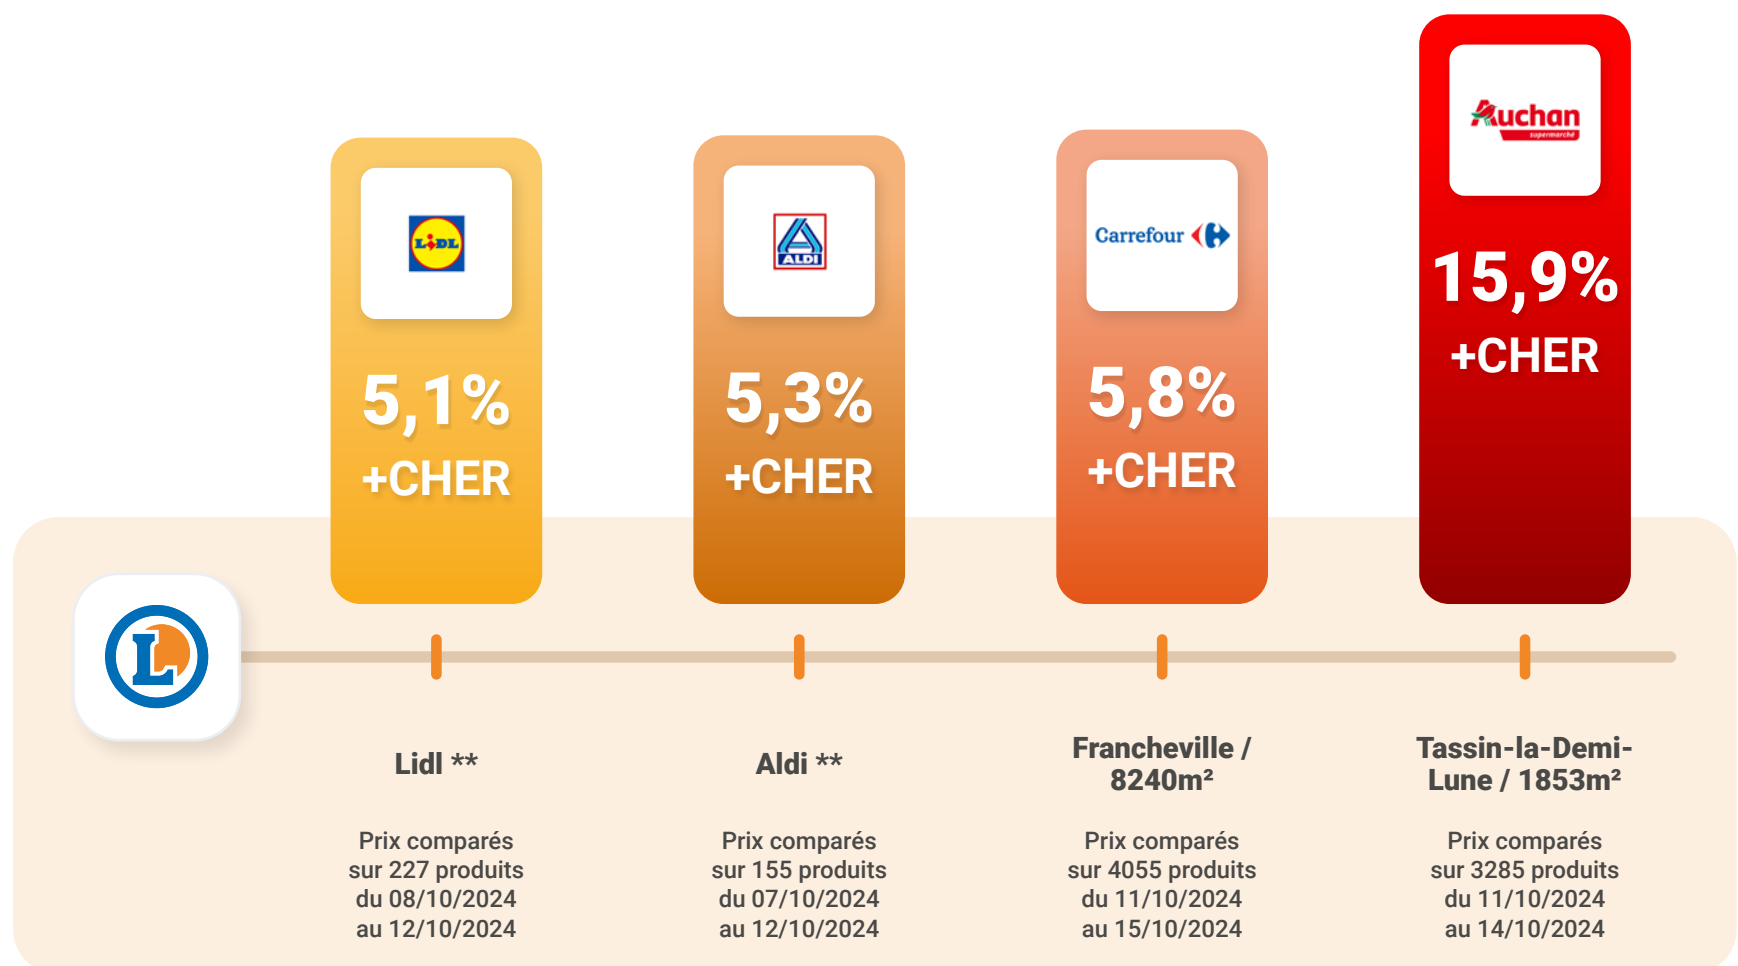 LIDL
5,1%
+CHER
ALDI
5,3%
+CHER
Carrefour
5,8%
+CHER
Auchan
supermarché
15,9%
+CHER
L
Lidl **
Prix comparés
sur 227 produits
du 08/10/2024
au 12/10/2024
Aldi **
Prix comparés
sur 155 produits
du 07/10/2024
au 12/10/2024
Francheville /
8240m²
Prix comparés
sur 4055 produits
du 11/10/2024
au 15/10/2024
Tassin-la-Demi-
Lune / 1853m²
Prix comparés
sur 3285 produits
du 11/10/2024
au 14/10/2024